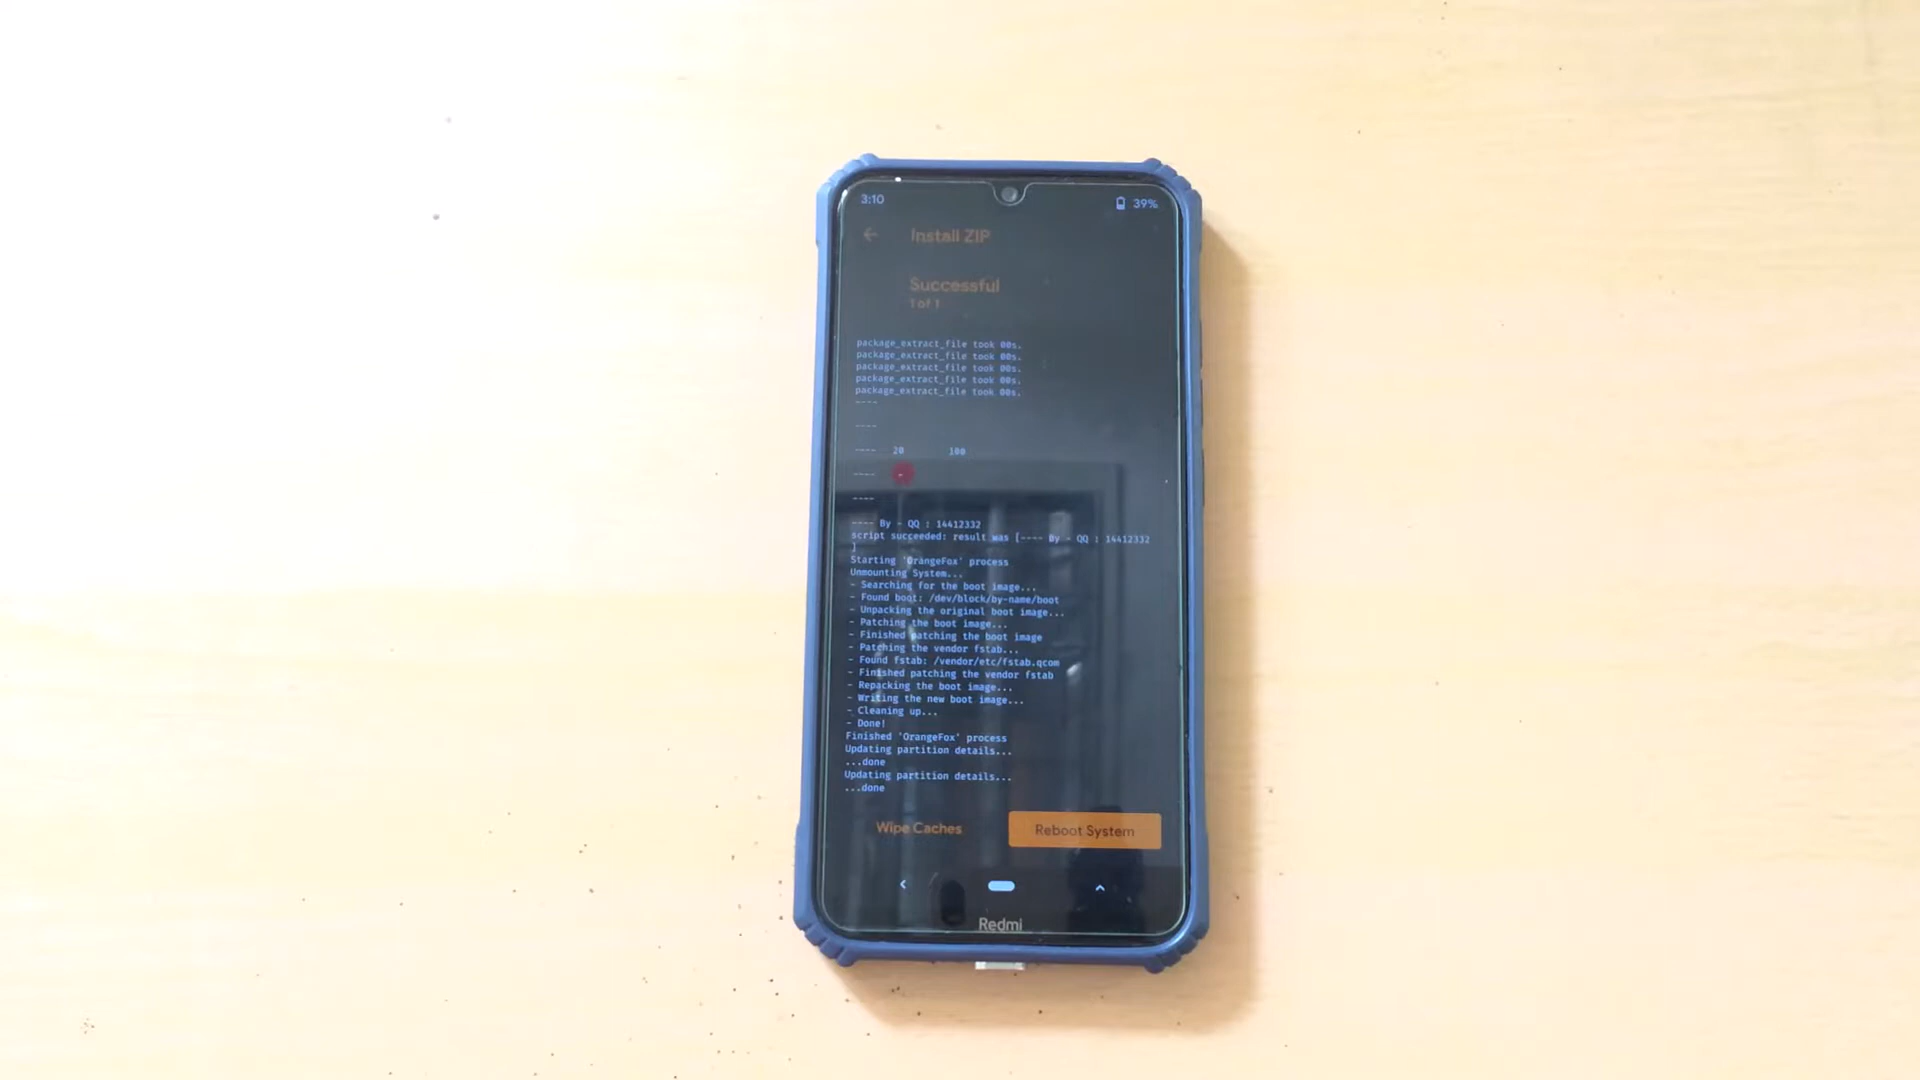 3:10
39%
Install ZIP
Successful
1 of 1
package_extract_file took 00s.
package_extract_file took 00s.
package_extract_file took 00s.
package_extract_file took 00s.
package_extract_file took 00s.
----
----
---- 20 100
---- -
----
---- By - QQ : 14412332
script succeeded: result was [---- By - QQ : 14412332
]
Starting 'OrangeFox' process
Unmounting System...
- Searching for the boot image...
- Found boot: /dev/block/by-name/boot
- Unpacking the original boot image...
- Patching the boot image...
- Finished patching the boot image
- Patching the vendor fstab...
- Found fstab: /vendor/etc/fstab.qcom
- Finished patching the vendor fstab
- Repacking the boot image...
- Writing the new boot image...
- Cleaning up...
- Done!
Finished 'OrangeFox' process
Updating partition details...
...done
Updating partition details...
...done
Wipe Caches
Reboot System
Redmi